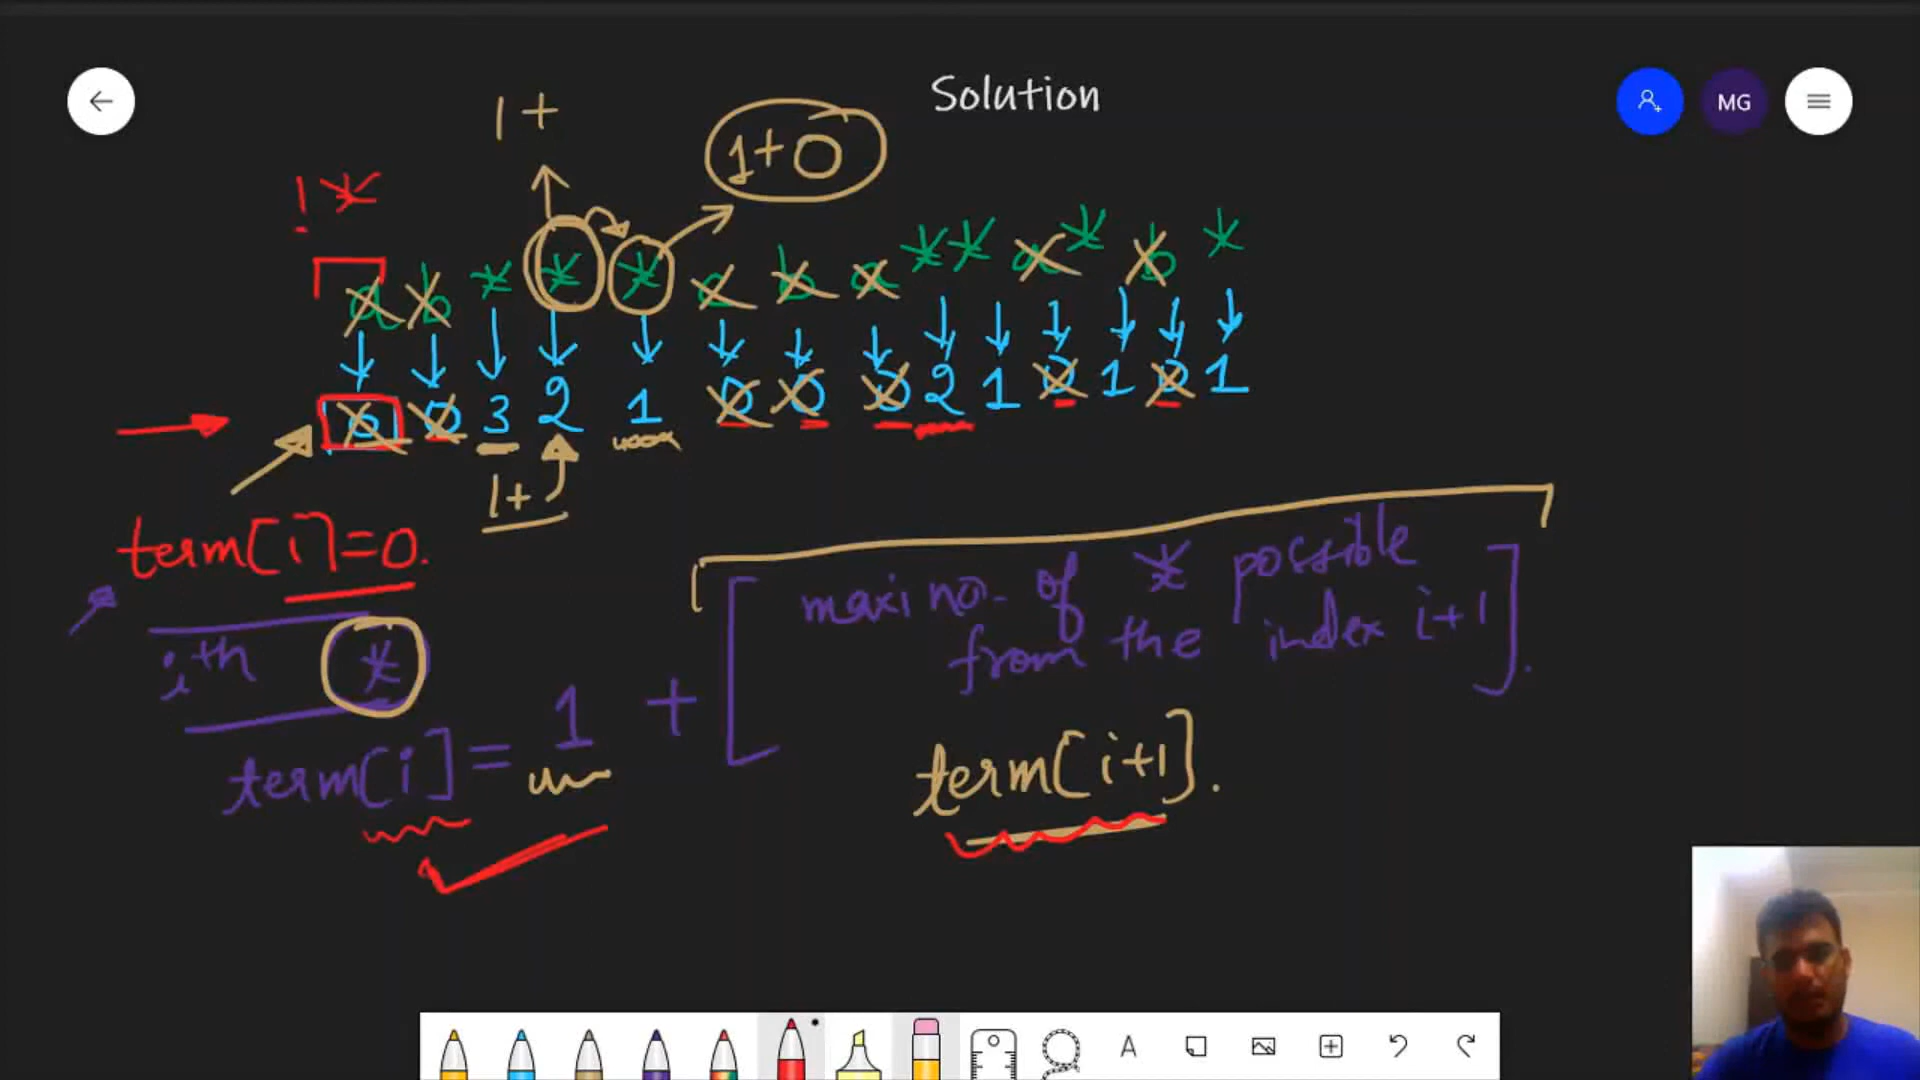 Solution
MG
1 +
1 + 0
! *
a b * * * a b a * * a * b *
0 0 3 2 1 0 0 0 2 1 0 1 0 1
1+
term[i]=0.
ith *
term[i] = 1 + [ maxi no. of * possible
from the index i+1 ].
term[i+1].
A